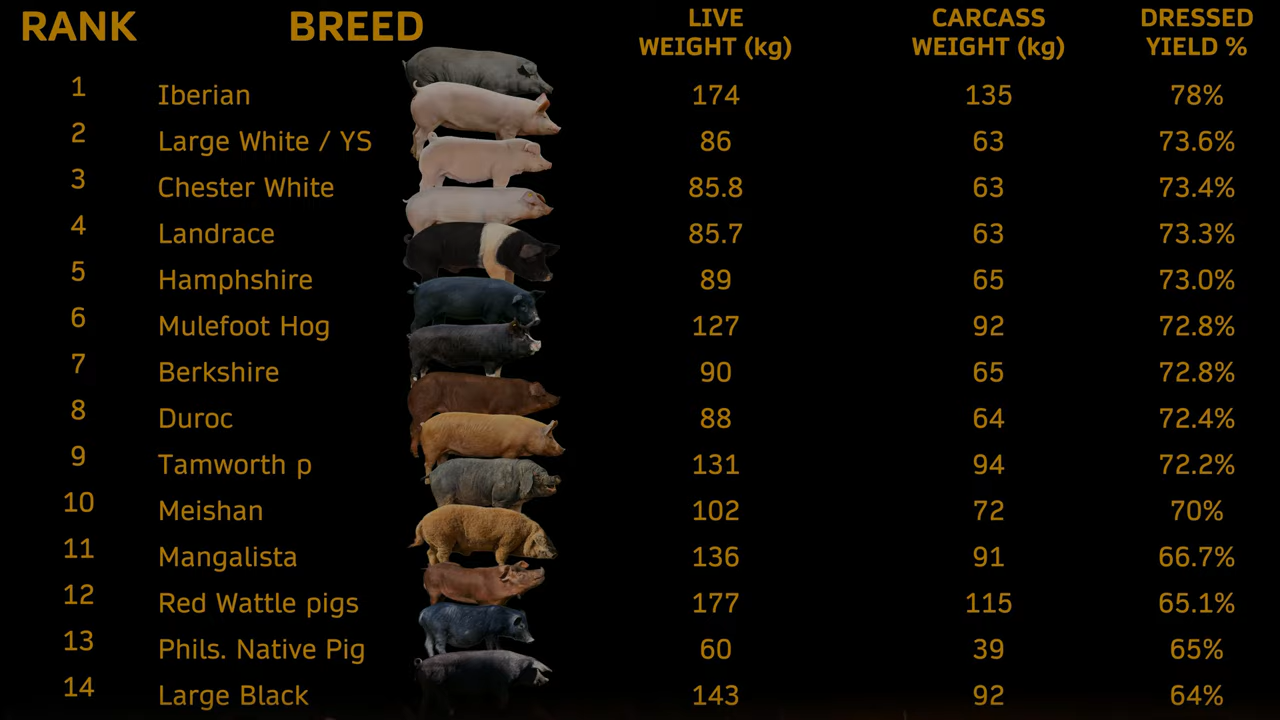 RANK BREED LIVE WEIGHT (kg) CARCASS WEIGHT (kg) DRESSED YIELD %
1 Iberian 174 135 78%
2 Large White / YS 86 63 73.6%
3 Chester White 85.8 63 73.4%
4 Landrace 85.7 63 73.3%
5 Hamphshire 89 65 73.0%
6 Mulefoot Hog 127 92 72.8%
7 Berkshire 90 65 72.8%
8 Duroc 88 64 72.4%
9 Tamworth p 131 94 72.2%
10 Meishan 102 72 70%
11 Mangalista 136 91 66.7%
12 Red Wattle pigs 177 115 65.1%
13 Phils. Native Pig 60 39 65%
14 Large Black 143 92 64%